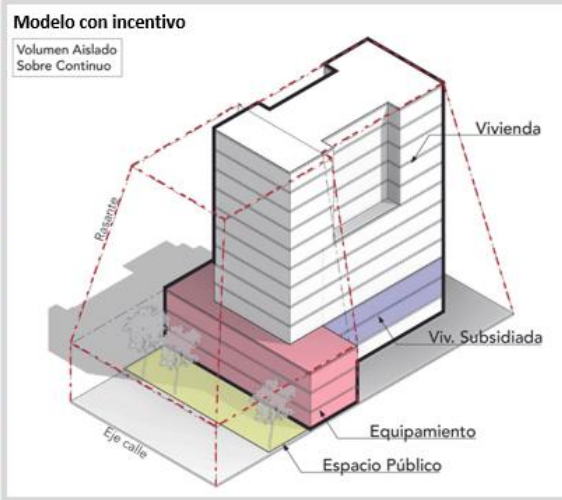 Modelo con incentivo
Volumen Aislado
Sobre Continuo
Vivienda
Rasante
Viv. Subsidiada
Equipamiento
Eje calle
Espacio Público